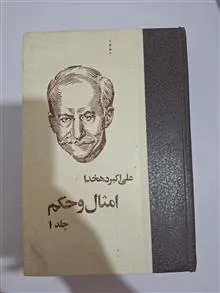 علی‌اکبر دهخدا
امثال و حکم
جلد ۱